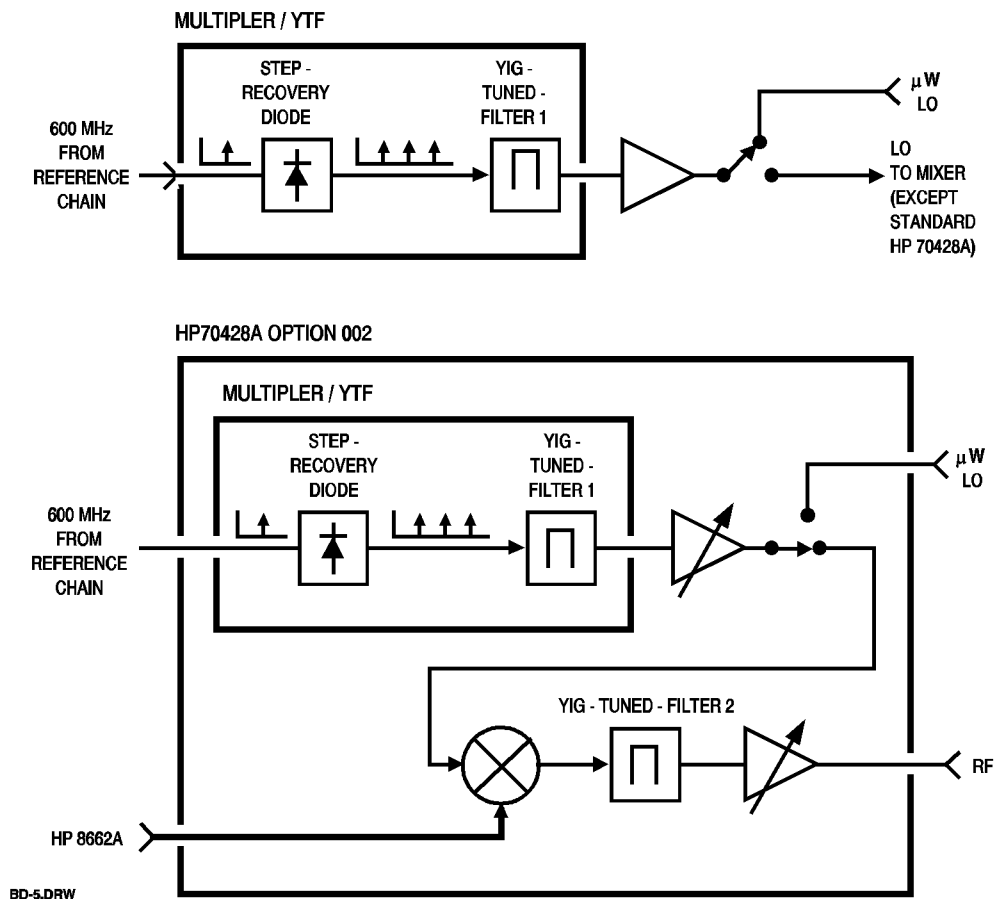 MULTIPLER / YTF
STEP -
RECOVERY
DIODE
YIG -
TUNED -
FILTER 1
600 MHz
FROM
REFERENCE
CHAIN
µW
LO
LO
TO MIXER
(EXCEPT
STANDARD
HP 70428A)
HP70428A OPTION 002
MULTIPLER / YTF
STEP -
RECOVERY
DIODE
YIG -
TUNED -
FILTER 1
600 MHz
FROM
REFERENCE
CHAIN
µW
LO
YIG - TUNED - FILTER 2
RF
HP 8662A
BD-5.DRW